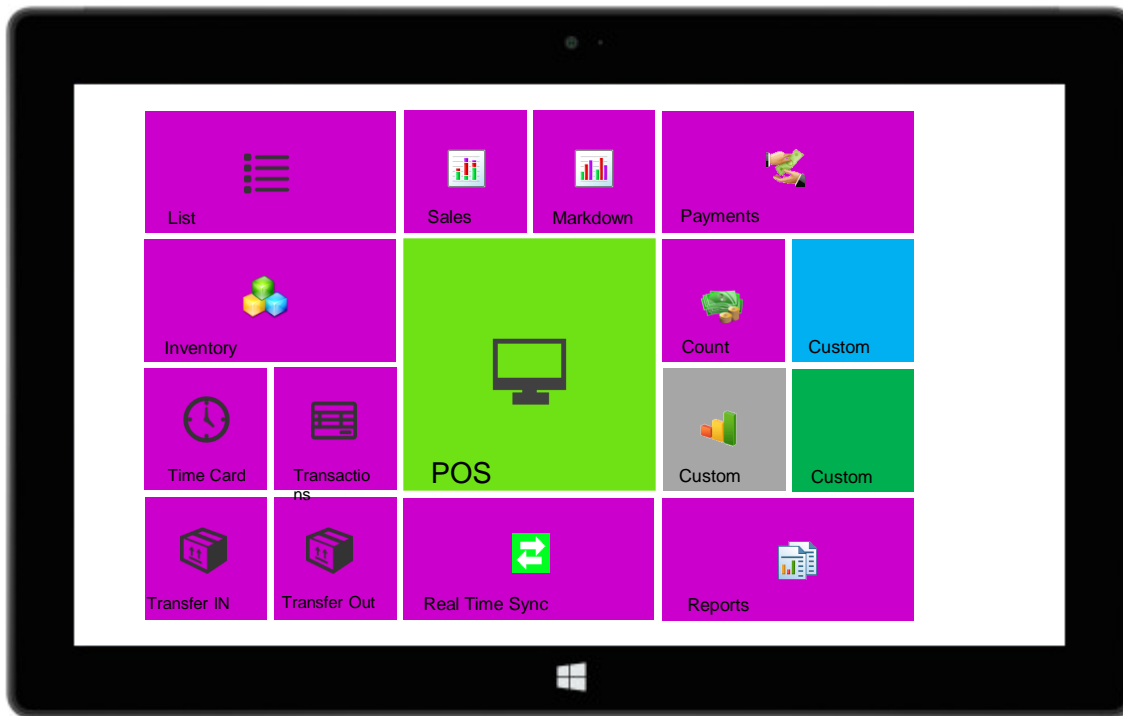 List
Sales
Markdown
Payments
Inventory
Count
Custom
Time Card
Transactio
ns
POS
Custom
Custom
Transfer IN
Transfer Out
Real Time Sync
Reports